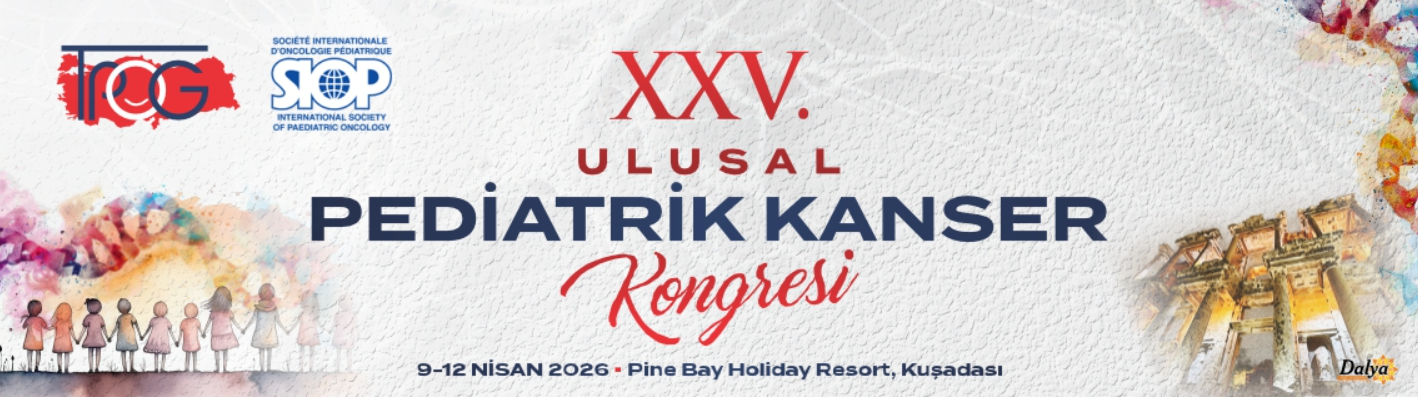 TPOG
SOCIÉTÉ INTERNATIONALE
D'ONCOLOGIE PÉDIATRIQUE
SIOP
INTERNATIONAL SOCIETY
OF PAEDIATRIC ONCOLOGY
XXV.
ULUSAL
PEDİATRİK KANSER
Kongresi
9-12 NİSAN 2026 • Pine Bay Holiday Resort, Kuşadası
Dalya